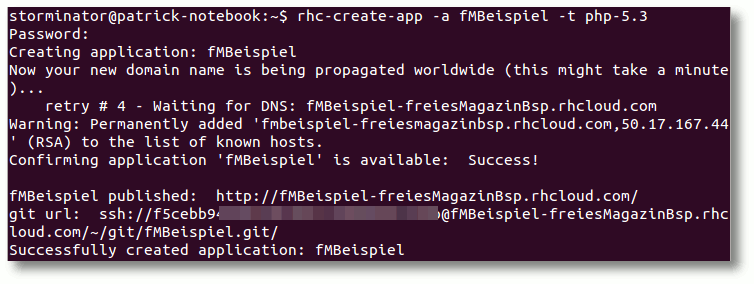 storminator@patrick-notebook:~$ rhc-create-app -a fMBeispiel -t php-5.3
Password:
Creating application: fMBeispiel
Now your new domain name is being propagated worldwide (this might take a minute
)...
    retry # 4 - Waiting for DNS: fMBeispiel-freiesMagazinBsp.rhcloud.com
Warning: Permanently added 'fmbeispiel-freiesmagazinbsp.rhcloud.com,50.17.167.44
' (RSA) to the list of known hosts.
Confirming application 'fMBeispiel' is available:  Success!

fMBeispiel published:  http://fMBeispiel-freiesMagazinBsp.rhcloud.com/
git url:  ssh://f5cebb9 @fMBeispiel-freiesMagazinBsp.rhc
loud.com/~/git/fMBeispiel.git/
Successfully created application: fMBeispiel